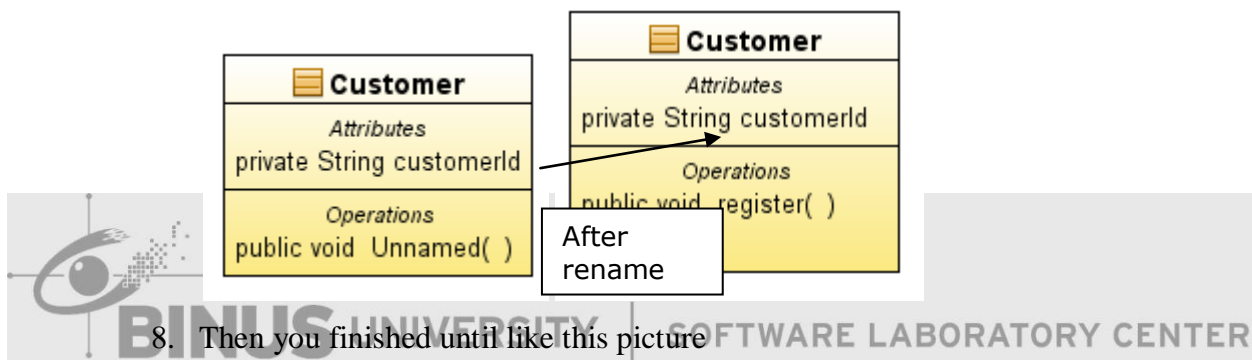 Customer
Attributes
private String customerId
Operations
public void Unnamed( )
Customer
Attributes
private String customerId
Operations
public void register( )
After
rename
BINUS UNIVERSITY SOFTWARE LABORATORY CENTER
8. Then you finished until like this picture